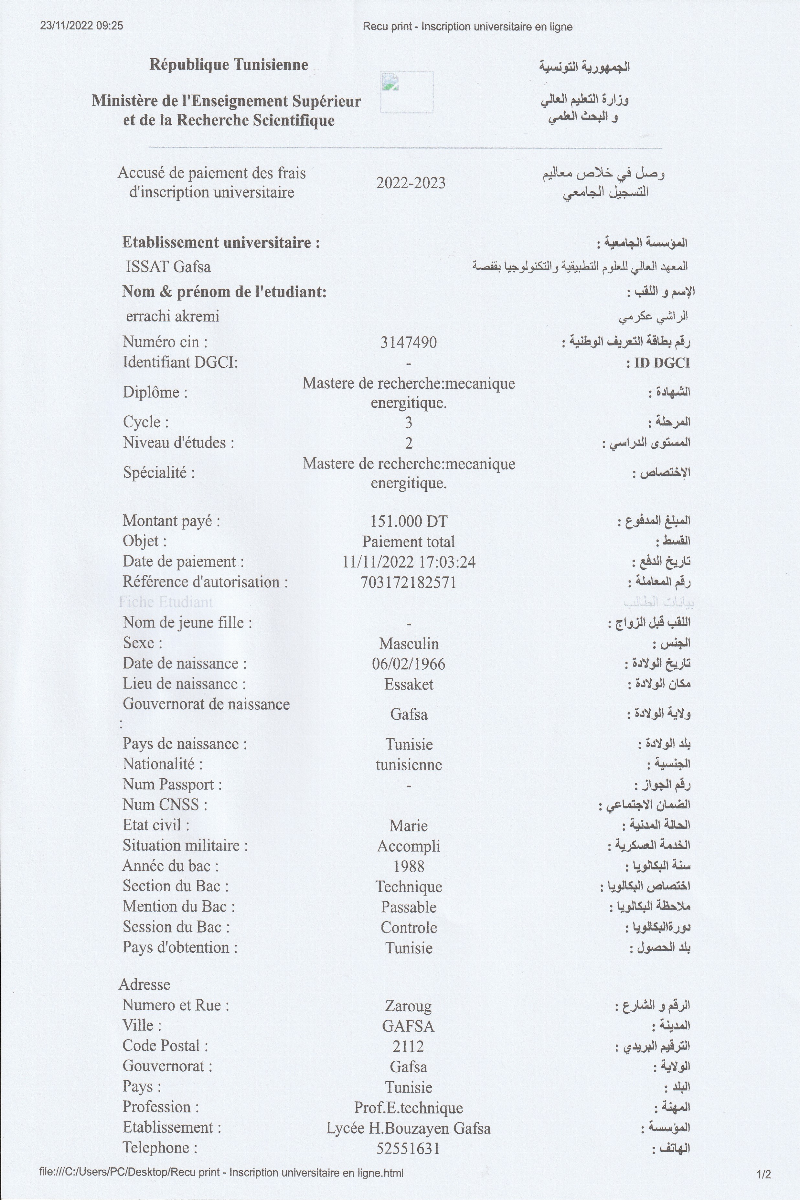 23/11/2022 09:25 Recu print - Inscription universitaire en ligne
République Tunisienne الجمهورية التونسية
Ministère de l'Enseignement Supérieur وزارة التعليم العالي
et de la Recherche Scientifique و البحث العلمي
Accusé de paiement des frais 2022-2023 وصل في خلاص معاليم
d'inscription universitaire التسجيل الجامعي
Etablissement universitaire : المؤسسة الجامعية :
ISSAT Gafsa المعهد العالي للعلوم التطبيقية والتكنولوجيا بقفصة
Nom & prénom de l'etudiant: الإسم و اللقب :
errachi akremi الراشي عكرمي
Numéro cin : 3147490 رقم بطاقة التعريف الوطنية :
Identifiant DGCI: - ID DGCI :
Diplôme : Mastere de recherche:mecanique الشهادة :
energitique.
Cycle : 3 المرحلة :
Niveau d'études : 2 المستوى الدراسي :
Spécialité : Mastere de recherche:mecanique الاختصاص :
energitique.
Montant payé : 151.000 DT المبلغ المدفوع :
Objet : Paiement total القسط :
Date de paiement : 11/11/2022 17:03:24 تاريخ الدفع :
Référence d'autorisation : 703172182571 رقم المعاملة :
Fiche Etudiant بيانات الطالب
Nom de jeune fille : - اللقب قبل الزواج :
Sexe : Masculin الجنس :
Date de naissance : 06/02/1966 تاريخ الولادة :
Lieu de naissance : Essaket مكان الولادة :
Gouvernorat de naissance
: Gafsa ولاية الولادة :
Pays de naissance : Tunisie بلد الولادة :
Nationalité : tunisienne الجنسية :
Num Passport : - رقم الجواز :
Num CNSS : الضمان الاجتماعي :
Etat civil : Marie الحالة المدنية :
Situation militaire : Accompli الخدمة العسكرية :
Année du bac : 1988 سنة البكالوبا :
Section du Bac : Technique اختصاص البكالوبا :
Mention du Bac : Passable ملاحظة البكالوبا :
Session du Bac : Controle دورةالبكالوبا :
Pays d'obtention : Tunisie بلد الحصول :
Adresse
Numero et Rue : Zaroug الرقم و الشارع :
Ville : GAFSA المدينة :
Code Postal : 2112 الترقيم البريدي :
Gouvernorat : Gafsa الولاية :
Pays : Tunisie البلد :
Profession : Prof.E.technique المهنة :
Etablissement : Lycée H.Bouzayen Gafsa المؤسسة :
Telephone : 52551631 الهاتف :
file:///C:/Users/PC/Desktop/Recu print - Inscription universitaire en ligne.html 1/2